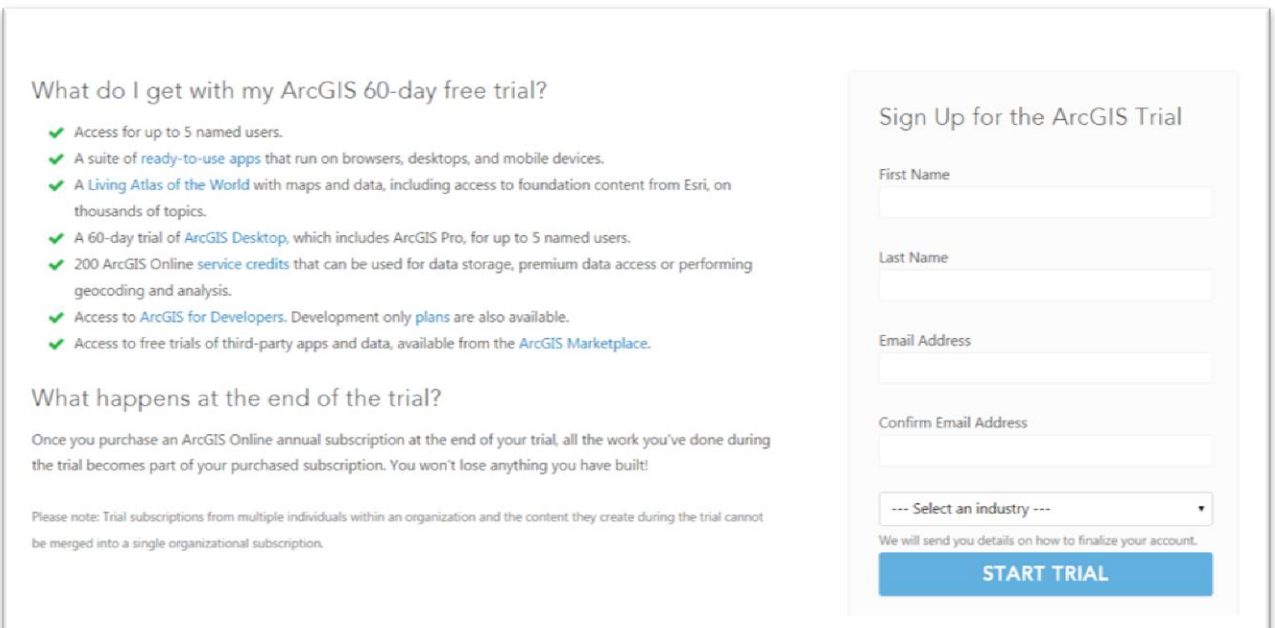 What do I get with my ArcGIS 60-day free trial?
Access for up to 5 named users.
A suite of ready-to-use apps that run on browsers, desktops, and mobile devices.
A Living Atlas of the World with maps and data, including access to foundation content from Esri, on
thousands of topics.
A 60-day trial of ArcGIS Desktop, which includes ArcGIS Pro, for up to 5 named users.
200 ArcGIS Online service credits that can be used for data storage, premium data access or performing
geocoding and analysis.
Access to ArcGIS for Developers. Development only plans are also available.
Access to free trials of third-party apps and data, available from the ArcGIS Marketplace.
What happens at the end of the trial?
Once you purchase an ArcGIS Online annual subscription at the end of your trial, all the work you've done during
the trial becomes part of your purchased subscription. You won't lose anything you have built!
Please note: Trial subscriptions from multiple individuals within an organization and the content they create during the trial cannot
be merged into a single organizational subscription.
Sign Up for the ArcGIS Trial
First Name
Last Name
Email Address
Confirm Email Address
--- Select an industry ---
We will send you details on how to finalize your account.
START TRIAL